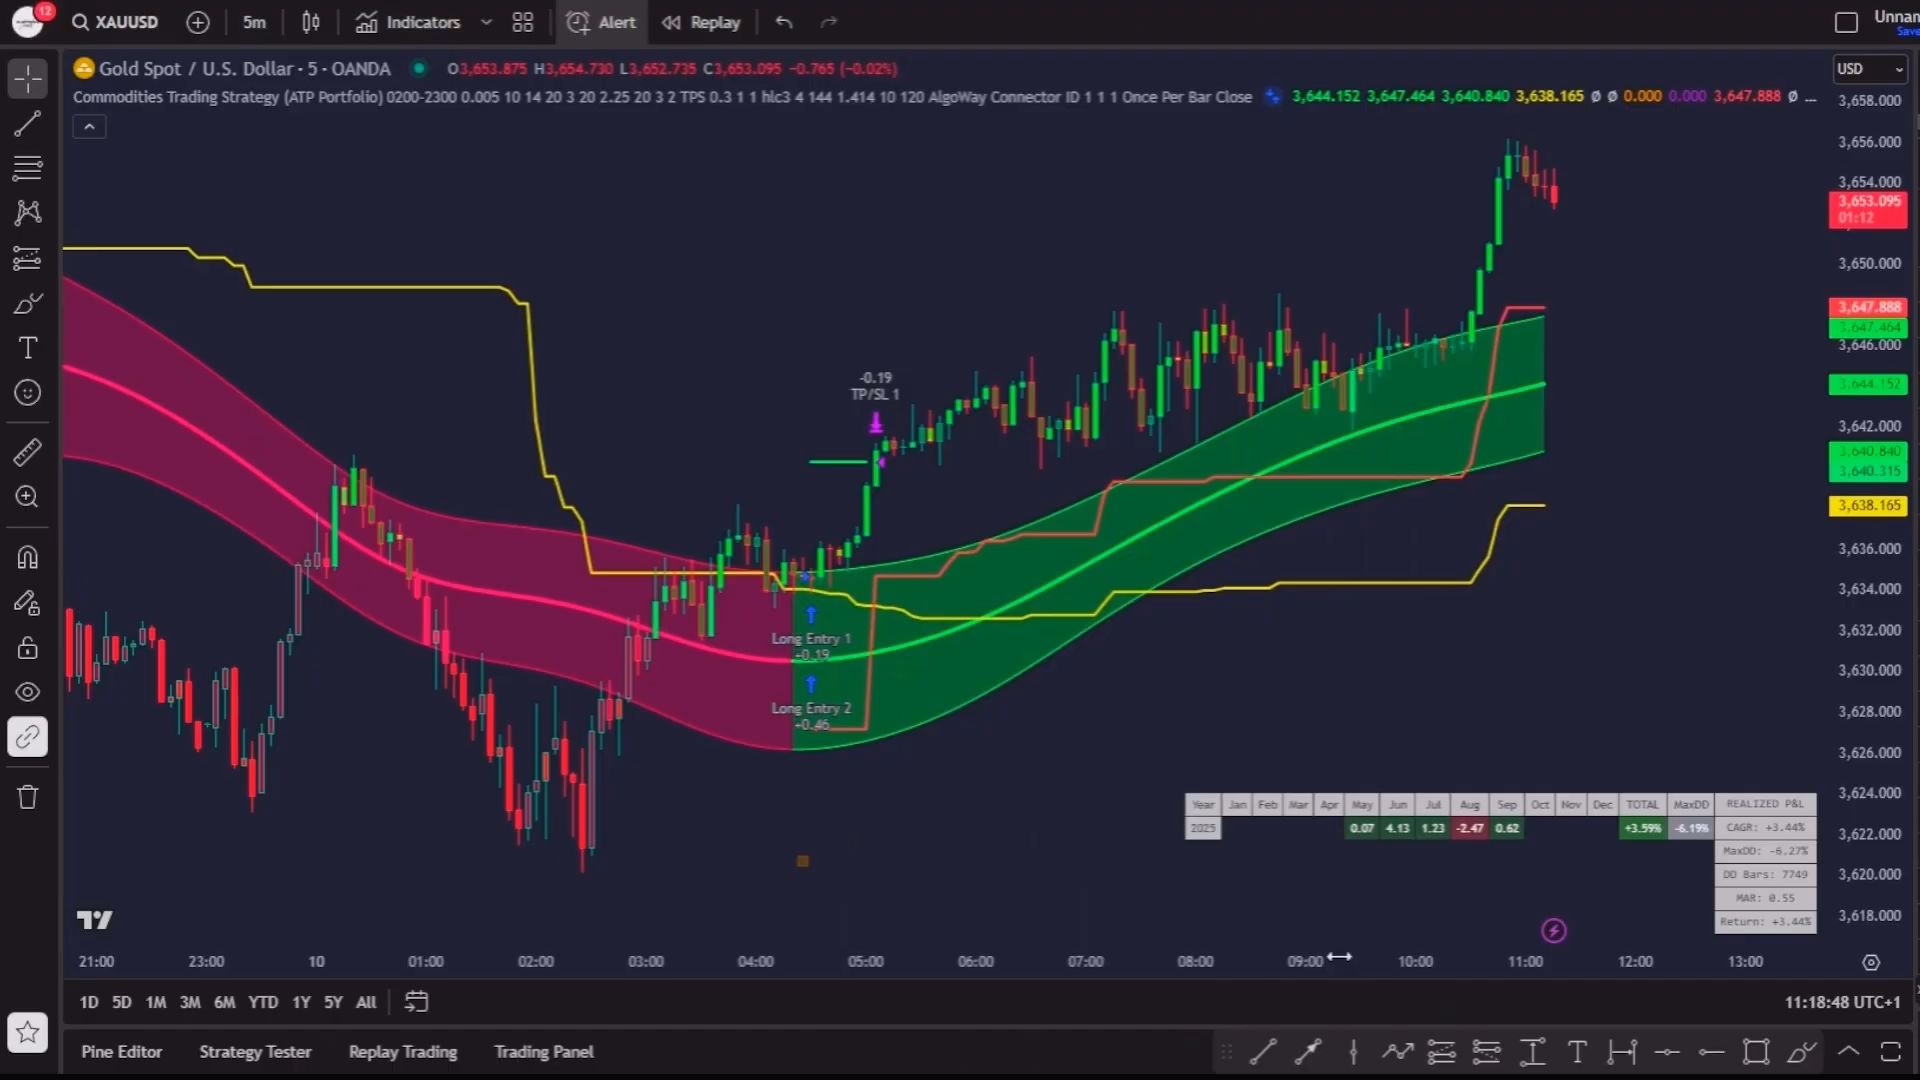 12
XAUUSD 5m Indicators Alert Replay
Unnan
Save
Gold Spot / U.S. Dollar · 5 · OANDA O3,653.875 H3,654.730 L3,652.735 C3,653.095 −0.765 (−0.02%)
USD
Commodities Trading Strategy (ATP Portfolio) 0200-2300 0.005 10 14 20 3 20 2.25 20 3 2 TPS 0.3 1 1 hlc3 4 144 1.414 10 120 AlgoWay Connector ID 1 1 1 Once Per Bar Close 3,644.152 3,647.464 3,640.840 3,638.165 Ø Ø 0.000 0.000 3,647.888 Ø ...
3,658.000
3,656.000
3,654.000
3,653.095
01:12
3,650.000
3,647.888
3,647.464
3,646.000
3,644.152
3,642.000
3,640.840
3,640.315
3,638.165
3,636.000
3,634.000
3,632.000
3,630.000
3,628.000
3,626.000
3,624.000
3,622.000
3,620.000
3,618.000
-0.19
TP/SL 1
Long Entry 1
+0.19
Long Entry 2
+0.46
Year Jan Feb Mar Apr May Jun Jul Aug Sep Oct Nov Dec TOTAL MaxDD REALIZED P&L
2025 0.07 4.13 1.23 -2.47 0.62 +3.59% -6.19% CAGR: +3.44%
MaxDD: -6.27%
DD Bars: 7749
MAR: 0.55
Return: +3.44%
21:00 23:00 10 01:00 02:00 03:00 04:00 05:00 06:00 07:00 08:00 09:00 10:00 11:00 12:00 13:00
1D 5D 1M 3M 6M YTD 1Y 5Y All
11:18:48 UTC+1
Pine Editor Strategy Tester Replay Trading Trading Panel